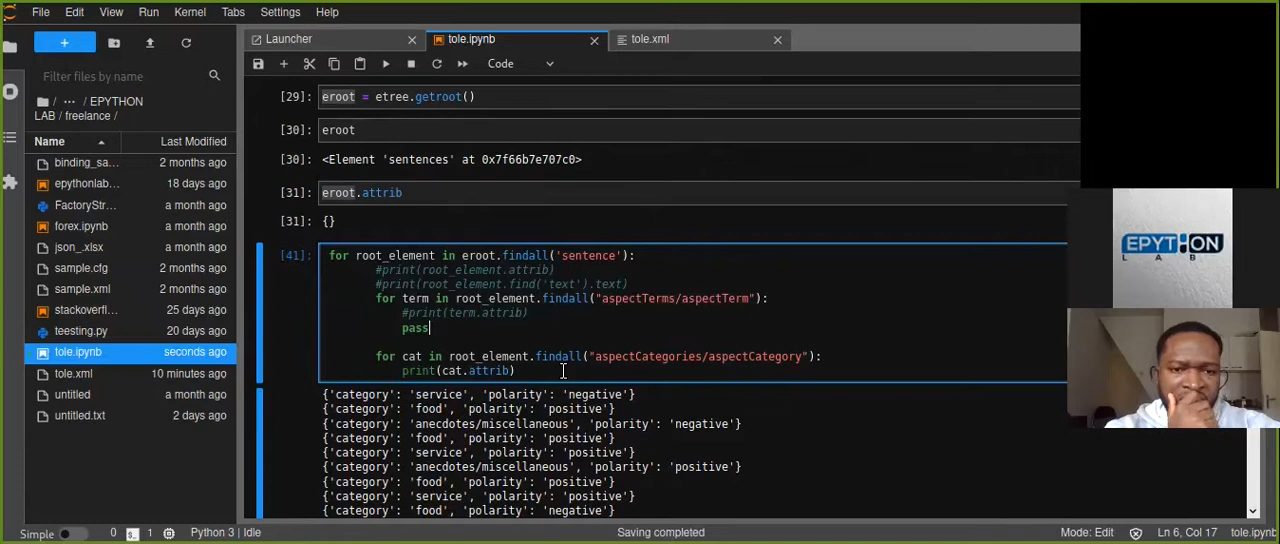 File Edit View Run Kernel Tabs Settings Help
Launcher
tole.ipynb
tole.xml
Filter files by name
Code
/ ··· / EPYTHON
LAB / freelance /
Name Last Modified
binding_sa... 2 months ago
epythonlab... 18 days ago
FactoryStr... a month ago
forex.ipynb a month ago
json_.xlsx a month ago
sample.cfg a month ago
sample.xml a month ago
stackoverfl... 25 days ago
teesting.py 20 days ago
tole.ipynb seconds ago
tole.xml 10 minutes ago
untitled a month ago
untitled.txt 2 days ago
[29]: eroot = etree.getroot()
[30]: eroot
[30]: <Element 'sentences' at 0x7f66b7e707c0>
[31]: eroot.attrib
[31]: {}
[41]: for root_element in eroot.findall('sentence'):
#print(root_element.attrib)
#print(root_element.find('text').text)
for term in root_element.findall("aspectTerms/aspectTerm"):
#print(term.attrib)
pass
for cat in root_element.findall("aspectCategories/aspectCategory"):
print(cat.attrib)
{'category': 'service', 'polarity': 'negative'}
{'category': 'food', 'polarity': 'positive'}
{'category': 'anecdotes/miscellaneous', 'polarity': 'negative'}
{'category': 'food', 'polarity': 'positive'}
{'category': 'service', 'polarity': 'positive'}
{'category': 'anecdotes/miscellaneous', 'polarity': 'positive'}
{'category': 'food', 'polarity': 'positive'}
{'category': 'service', 'polarity': 'positive'}
{'category': 'food', 'polarity': 'negative'}
EPYTHON
LAB
Simple 0 1 Python 3 | Idle Saving completed Mode: Edit Ln 6, Col 17 tole.ipynb